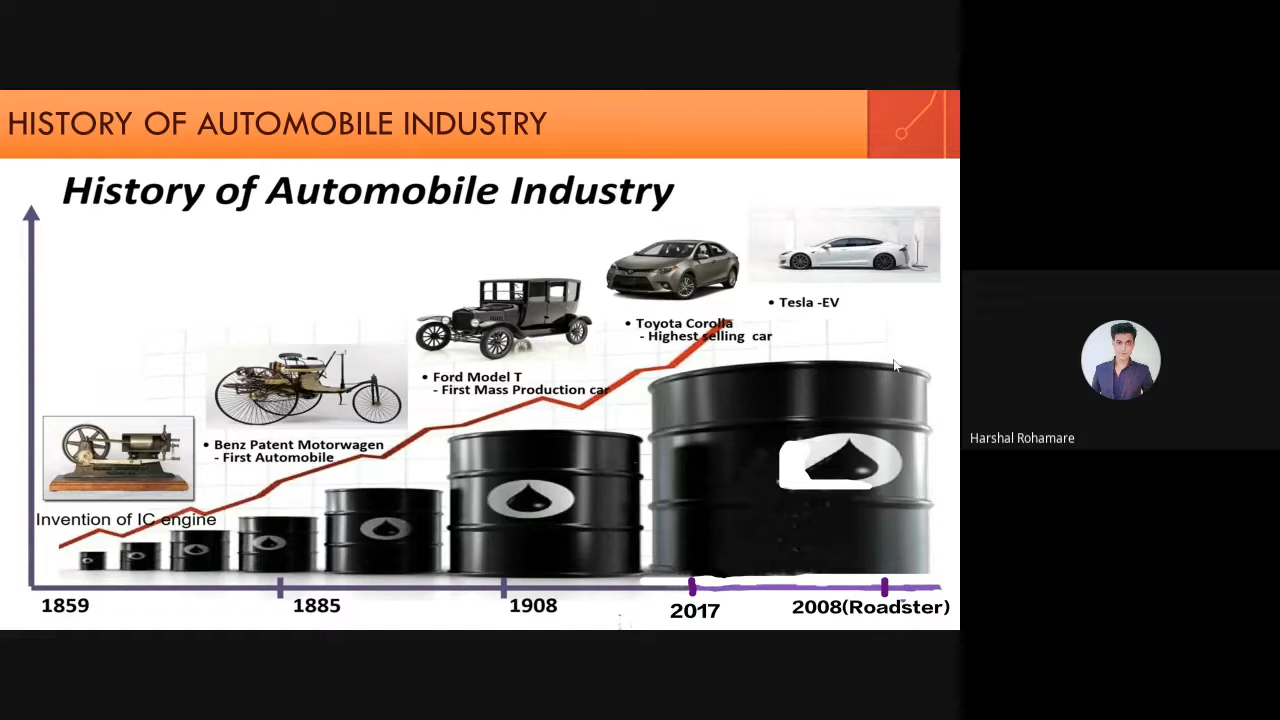 HISTORY OF AUTOMOBILE INDUSTRY
History of Automobile Industry
• Tesla -EV
• Toyota Corolla
- Highest selling car
• Ford Model T
- First Mass Production car
• Benz Patent Motorwagen
- First Automobile
Invention of IC engine
1859
1885
1908
2017
2008(Roadster)
Harshal Rohamare